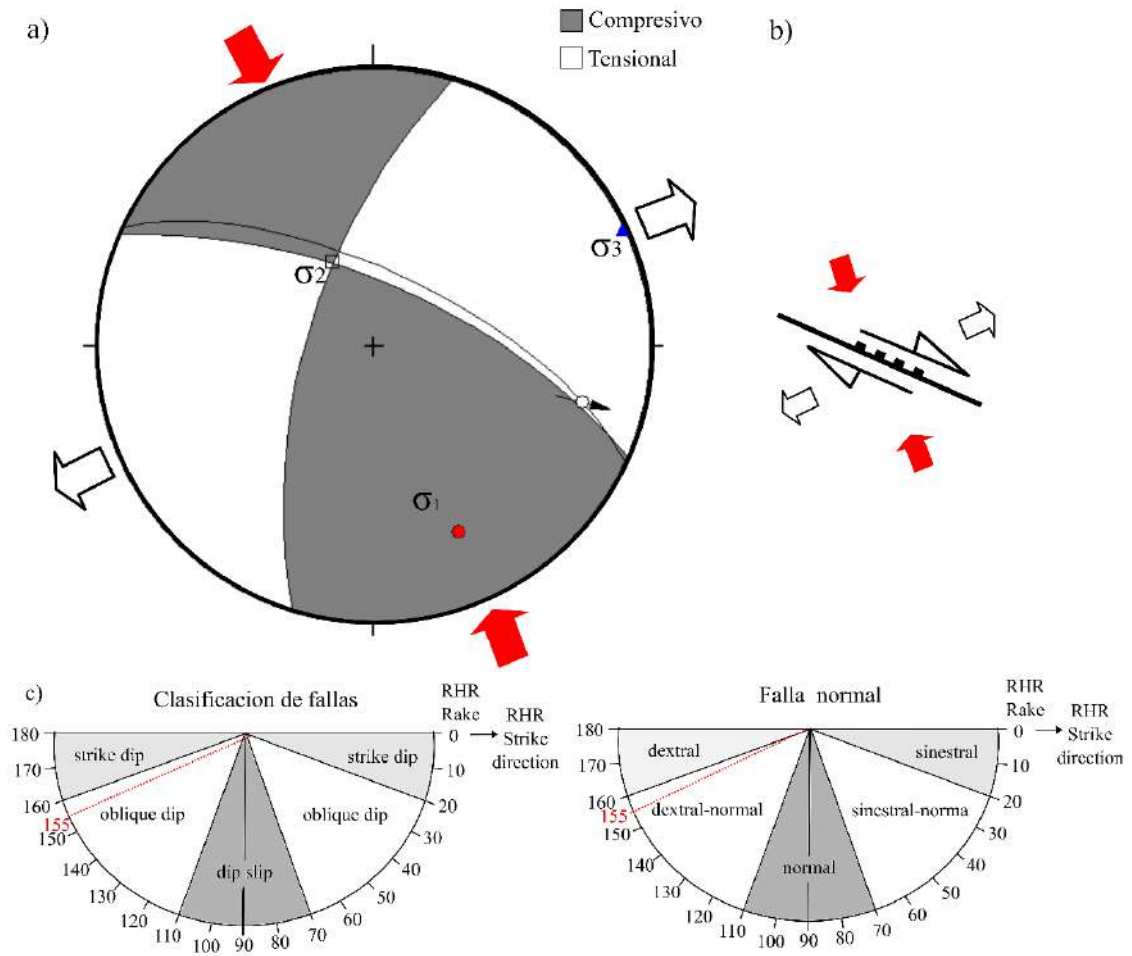 a)
Compresivo
Tensional
b)
σ3
σ2
σ1
c)
Clasificacion de fallas
RHR
Rake
RHR
Strike
direction
180
170
160
155
150
140
130
120
110
100
90
80
70
60
50
40
30
20
10
0
strike dip
strike dip
oblique dip
oblique dip
dip slip
Falla normal
RHR
Rake
RHR
Strike
direction
180
170
160
155
150
140
130
120
110
100
90
80
70
60
50
40
30
20
10
0
dextral
sinestral
dextral-normal
sinestral-norma
normal